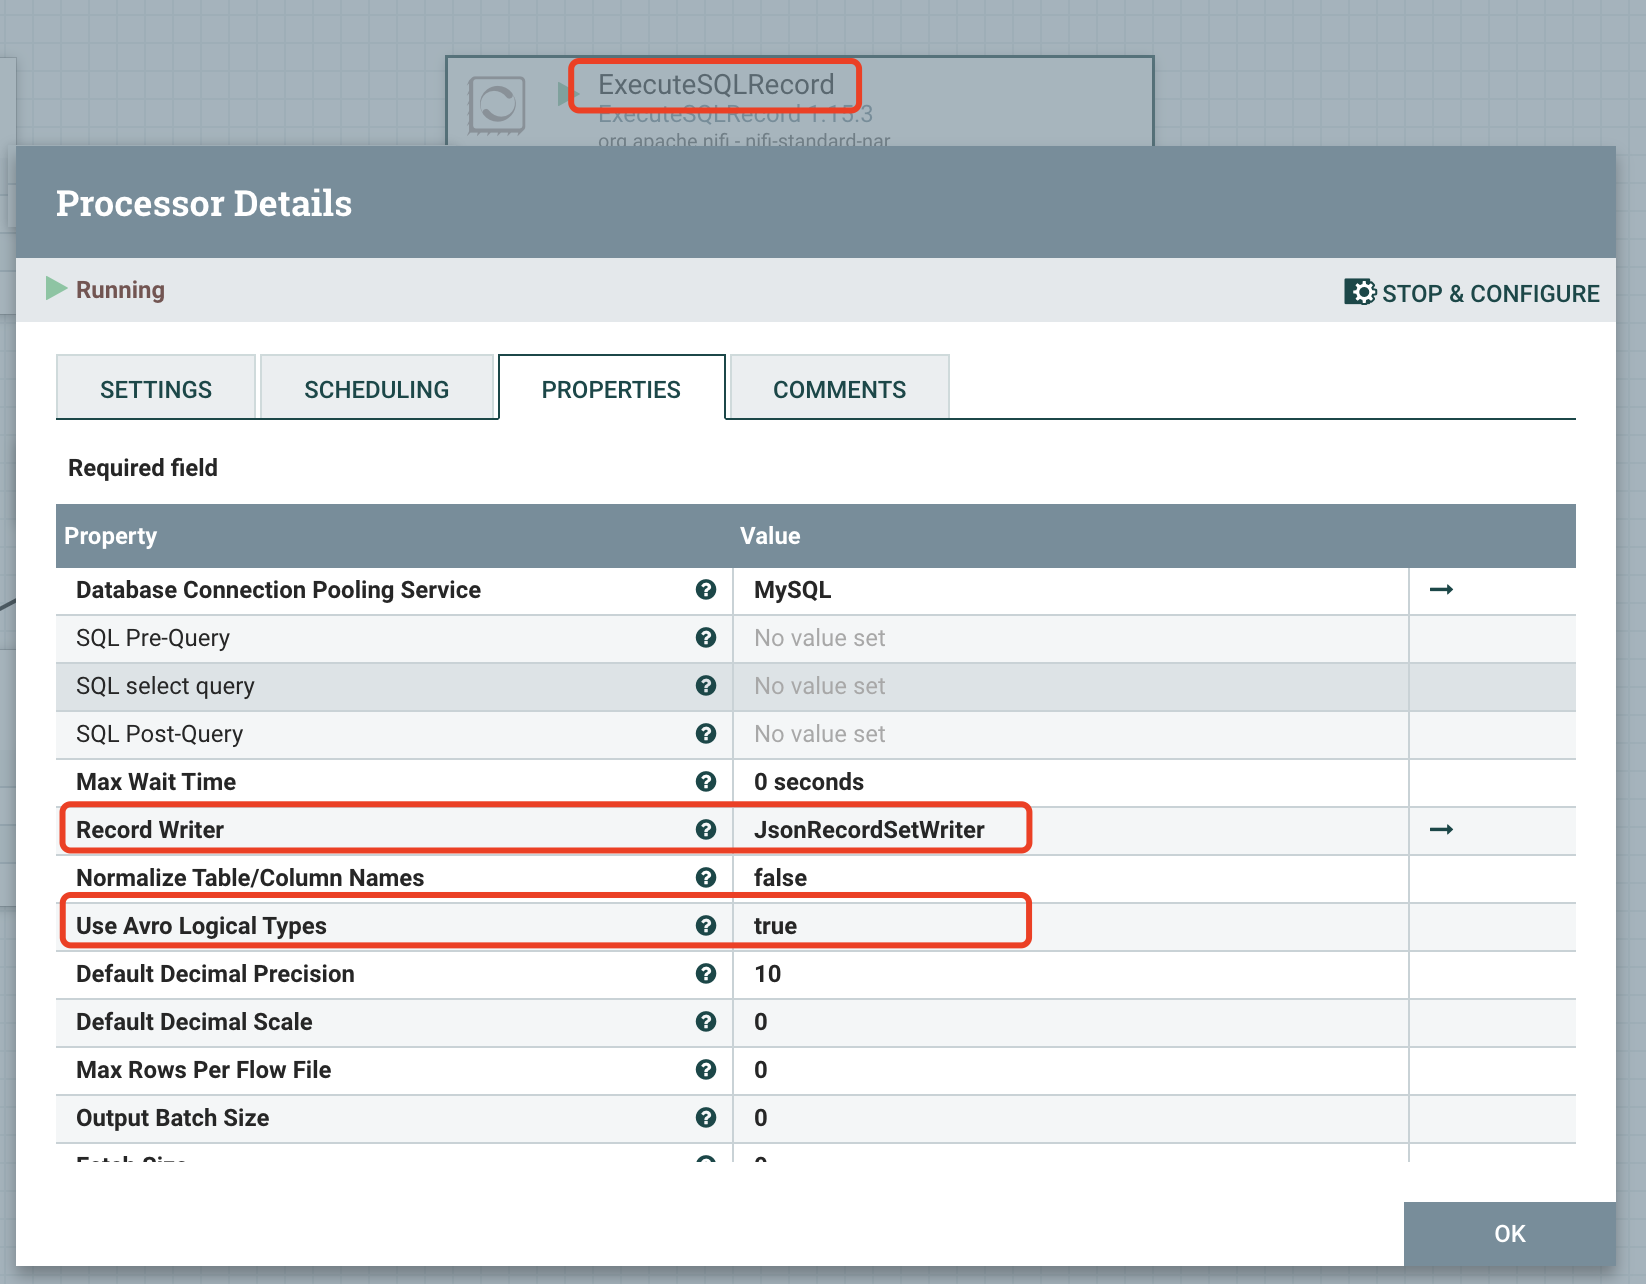 ExecuteSQLRecord
ExecuteSQLRecord 1.15.3
org.apache.nifi - nifi-standard-nar
Processor Details
Running
STOP & CONFIGURE
SETTINGS SCHEDULING PROPERTIES COMMENTS
Required field
Property Value
Database Connection Pooling Service MySQL
SQL Pre-Query No value set
SQL select query No value set
SQL Post-Query No value set
Max Wait Time 0 seconds
Record Writer JsonRecordSetWriter
Normalize Table/Column Names false
Use Avro Logical Types true
Default Decimal Precision 10
Default Decimal Scale 0
Max Rows Per Flow File 0
Output Batch Size 0
Fetch Size 0
OK